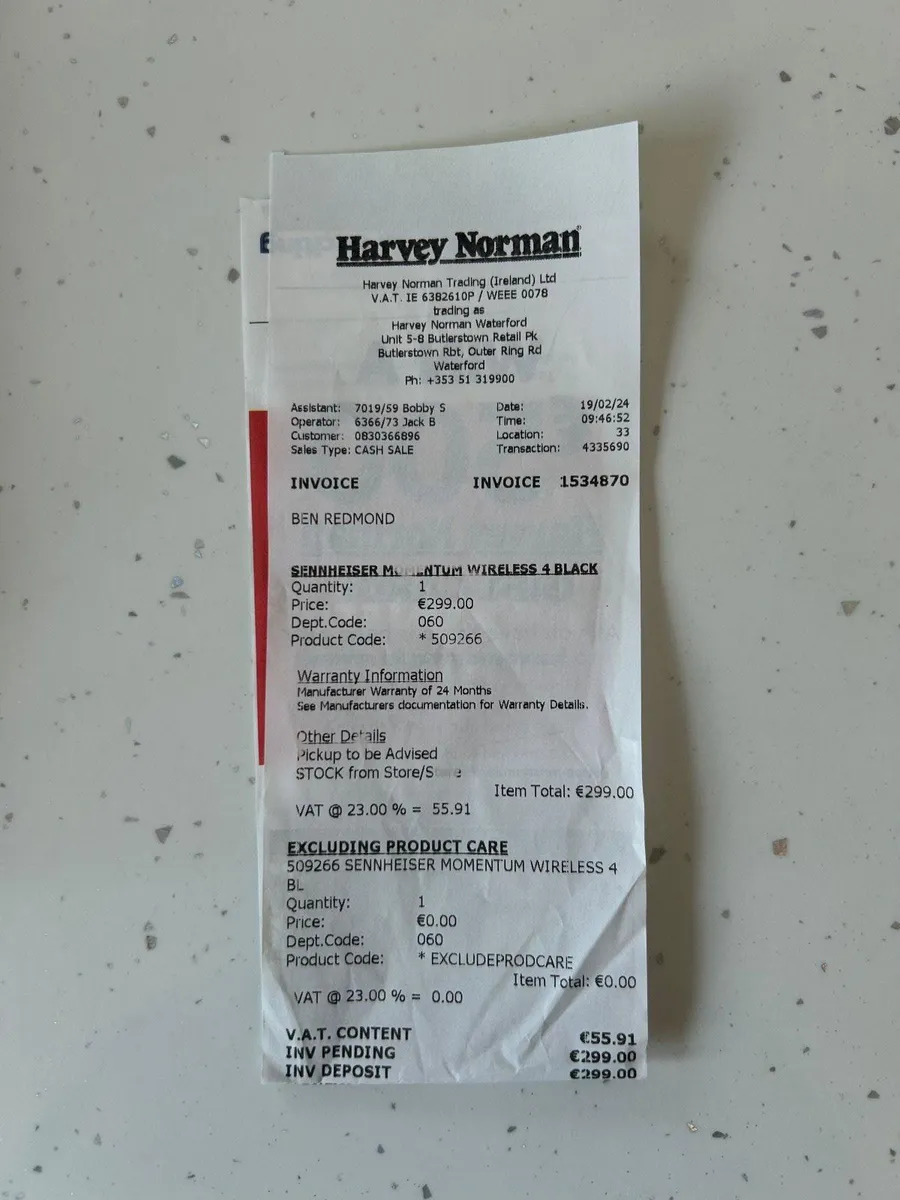 Harvey Norman
Harvey Norman Trading (Ireland) Ltd
V.A.T. IE 6382610P / WEEE 0078
trading as
Harvey Norman Waterford
Unit 5-8 Butlerstown Retail Pk
Butlerstown Rbt, Outer Ring Rd
Waterford
Ph: +353 51 319900
Assistant: 7019/59 Bobby S Date: 19/02/24
Operator: 6366/73 Jack B Time: 09:46:52
Customer: 0830366896 Location: 33
Sales Type: CASH SALE Transaction: 4335690
INVOICE INVOICE 1534870
BEN REDMOND
SENNHEISER MOMENTUM WIRELESS 4 BLACK
Quantity: 1
Price: €299.00
Dept.Code: 060
Product Code: * 509266
Warranty Information
Manufacturer Warranty of 24 Months
See Manufacturers documentation for Warranty Details.
Other Details
Pickup to be Advised
STOCK from
Item Total: €299.00
VAT @ 23.00 % = 55.91
EXCLUDING PRODUCT CARE
509266 SENNHEISER MOMENTUM WIRELESS 4
BL
Quantity: 1
Price: €0.00
Dept.Code: 060
Product Code: * EXCLUDEPRODCARE
Item Total: €0.00
VAT @ 23.00 % = 0.00
V.A.T. CONTENT €55.91
INV PENDING €299.00
INV DEPOSIT €299.00